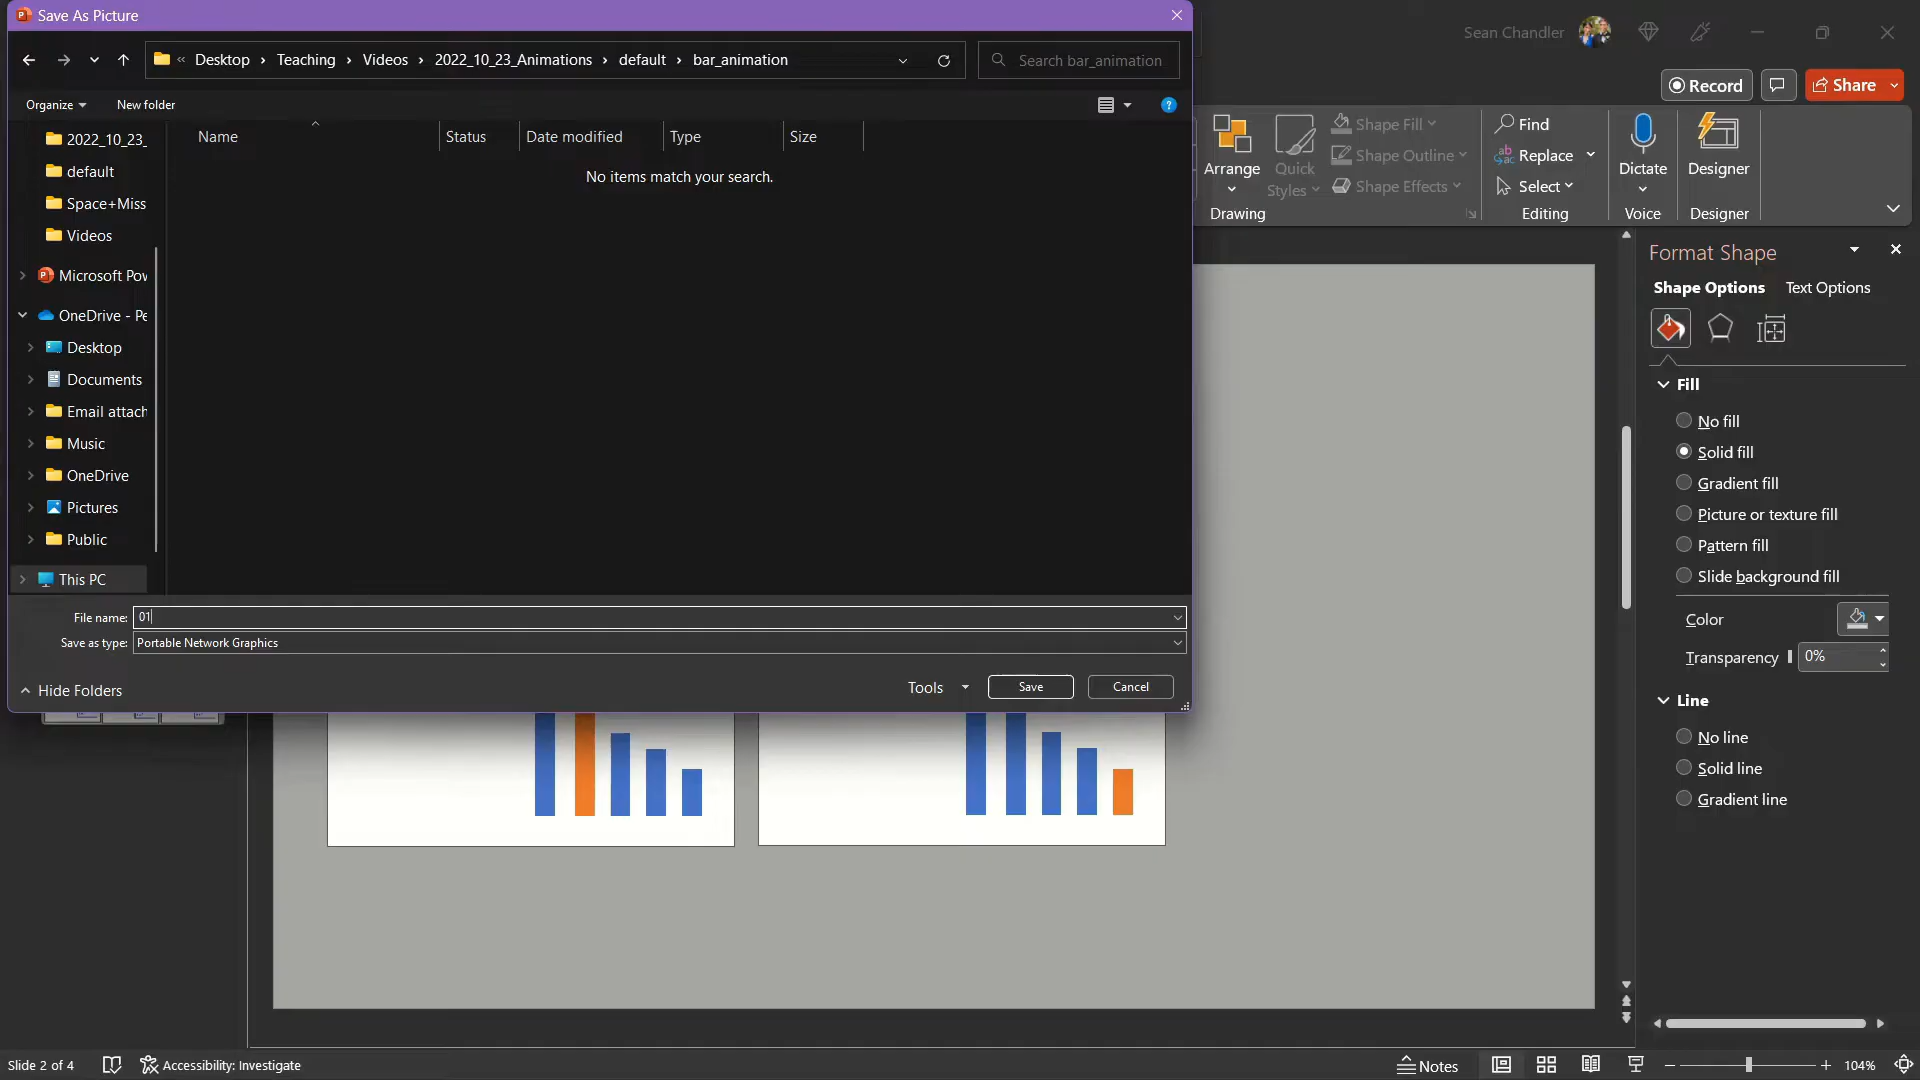 Save As Picture
Sean Chandler
« Desktop › Teaching › Videos › 2022_10_23_Animations › default › bar_animation
Search bar_animation
Record
Share
Organize
New folder
2022_10_23_
default
Space+Miss
Videos
Microsoft Pow
OneDrive - Pe
Desktop
Documents
Email attach
Music
OneDrive
Pictures
Public
This PC
Name
Status
Date modified
Type
Size
No items match your search.
File name: 01
Save as type: Portable Network Graphics
Hide Folders
Tools
Save
Cancel
Arrange
Quick
Styles
Shape Fill
Shape Outline
Shape Effects
Drawing
Find
Replace
Select
Editing
Dictate
Voice
Designer
Designer
Format Shape
Shape Options
Text Options
Fill
No fill
Solid fill
Gradient fill
Picture or texture fill
Pattern fill
Slide background fill
Color
Transparency
0%
Line
No line
Solid line
Gradient line
Slide 2 of 4
Accessibility: Investigate
Notes
104%